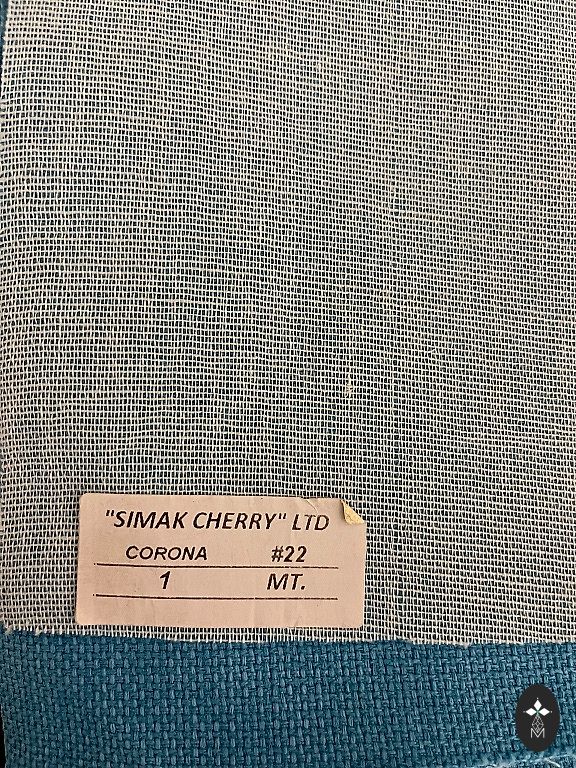 "SIMAK CHERRY" LTD
CORONA #22
1 MT.
M